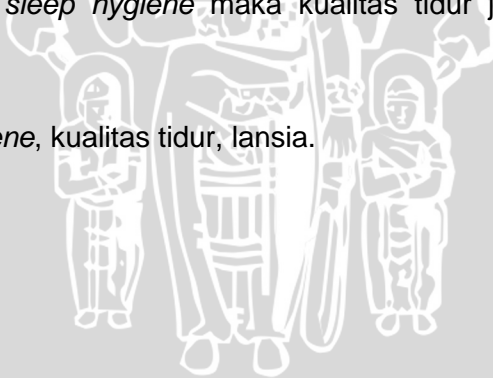 sleep hygiene maka kualitas tidur j
ene, kualitas tidur, lansia.